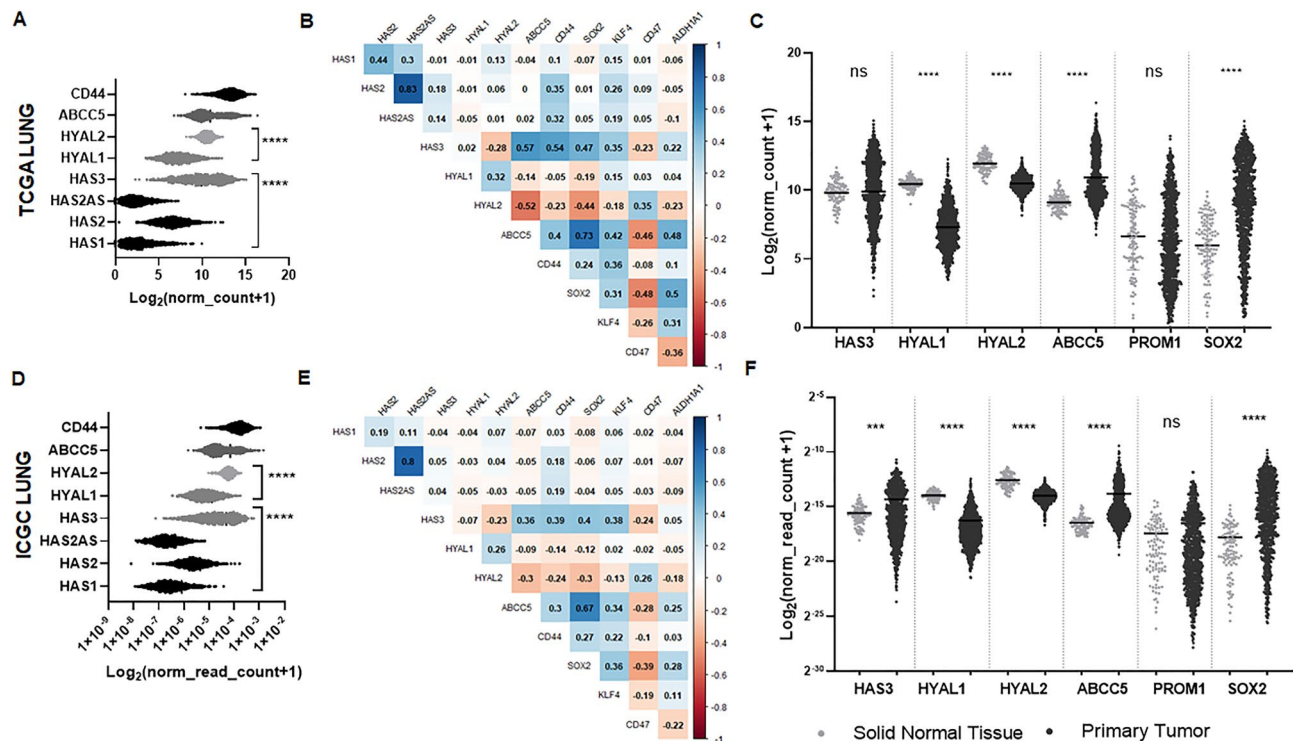 A
TCGA LUNG
CD44
ABCC5
HYAL2
HYAL1
HAS3
HAS2AS
HAS2
HAS1
****
****
0 5 10 15 20
Log2(norm_count+1)
B
HAS2 HAS2AS HAS3 HYAL1 HYAL2 ABCC5 CD44 SOX2 KLF4 CD47 ALDH1A1
HAS1 0.44 0.3 -0.01 -0.01 0.13 -0.04 0.1 -0.07 0.15 0.01 -0.06
HAS2 0.83 0.18 -0.01 0.06 0 0.35 0.04 0.26 0.09 -0.05
HAS2AS 0.14 -0.05 0.01 0.02 0.32 0.05 0.19 0.05 -0.1
HAS3 0.02 -0.28 0.57 0.54 0.47 0.35 -0.23 0.22
HYAL1 0.32 -0.14 -0.05 -0.19 0.15 0.03 0.04
HYAL2 -0.52 -0.23 -0.44 -0.18 0.35 -0.23
ABCC5 0.4 0.73 0.42 -0.46 0.48
CD44 0.24 0.36 -0.08 0.1
SOX2 0.31 -0.48 0.5
KLF4 -0.26 0.31
CD47 -0.36
1
0.8
0.6
0.4
0.2
0
-0.2
-0.4
-0.6
-0.8
-1
C
Log2(norm_count +1)
20
15
10
5
0
ns **** **** **** ns ****
HAS3 HYAL1 HYAL2 ABCC5 PROM1 SOX2
D
ICGC LUNG
CD44
ABCC5
HYAL2
HYAL1
HAS3
HAS2AS
HAS2
HAS1
****
****
1×10-9 1×10-8 1×10-7 1×10-6 1×10-5 1×10-4 1×10-3 1×10-2
Log2(norm_read_count+1)
E
HAS2 HAS2AS HAS3 HYAL1 HYAL2 ABCC5 CD44 SOX2 KLF4 CD47 ALDH1A1
HAS1 0.19 0.11 -0.04 -0.04 0.07 -0.07 0.03 -0.08 0.06 -0.02 -0.04
HAS2 0.8 0.05 -0.03 0.04 -0.06 0.18 -0.06 0.07 -0.01 -0.07
HAS2AS 0.04 -0.05 0.03 -0.05 0.19 -0.04 0.05 -0.03 -0.09
HAS3 -0.07 -0.23 0.36 0.39 0.4 0.38 -0.24 0.05
HYAL1 0.26 -0.09 -0.14 -0.12 0.02 -0.02 -0.05
HYAL2 -0.3 -0.24 -0.3 -0.13 0.26 -0.18
ABCC5 0.3 0.67 0.34 -0.28 0.25
CD44 0.27 0.22 -0.1 0.03
SOX2 0.36 -0.39 0.28
KLF4 -0.19 0.11
CD47 -0.22
1
0.8
0.6
0.4
0.2
0
-0.2
-0.4
-0.6
-0.8
-1
F
Log2(norm_read_count +1)
2-5
2-10
2-15
2-20
2-25
2-30
*** **** **** **** ns ****
HAS3 HYAL1 HYAL2 ABCC5 PROM1 SOX2
Solid Normal Tissue Primary Tumor